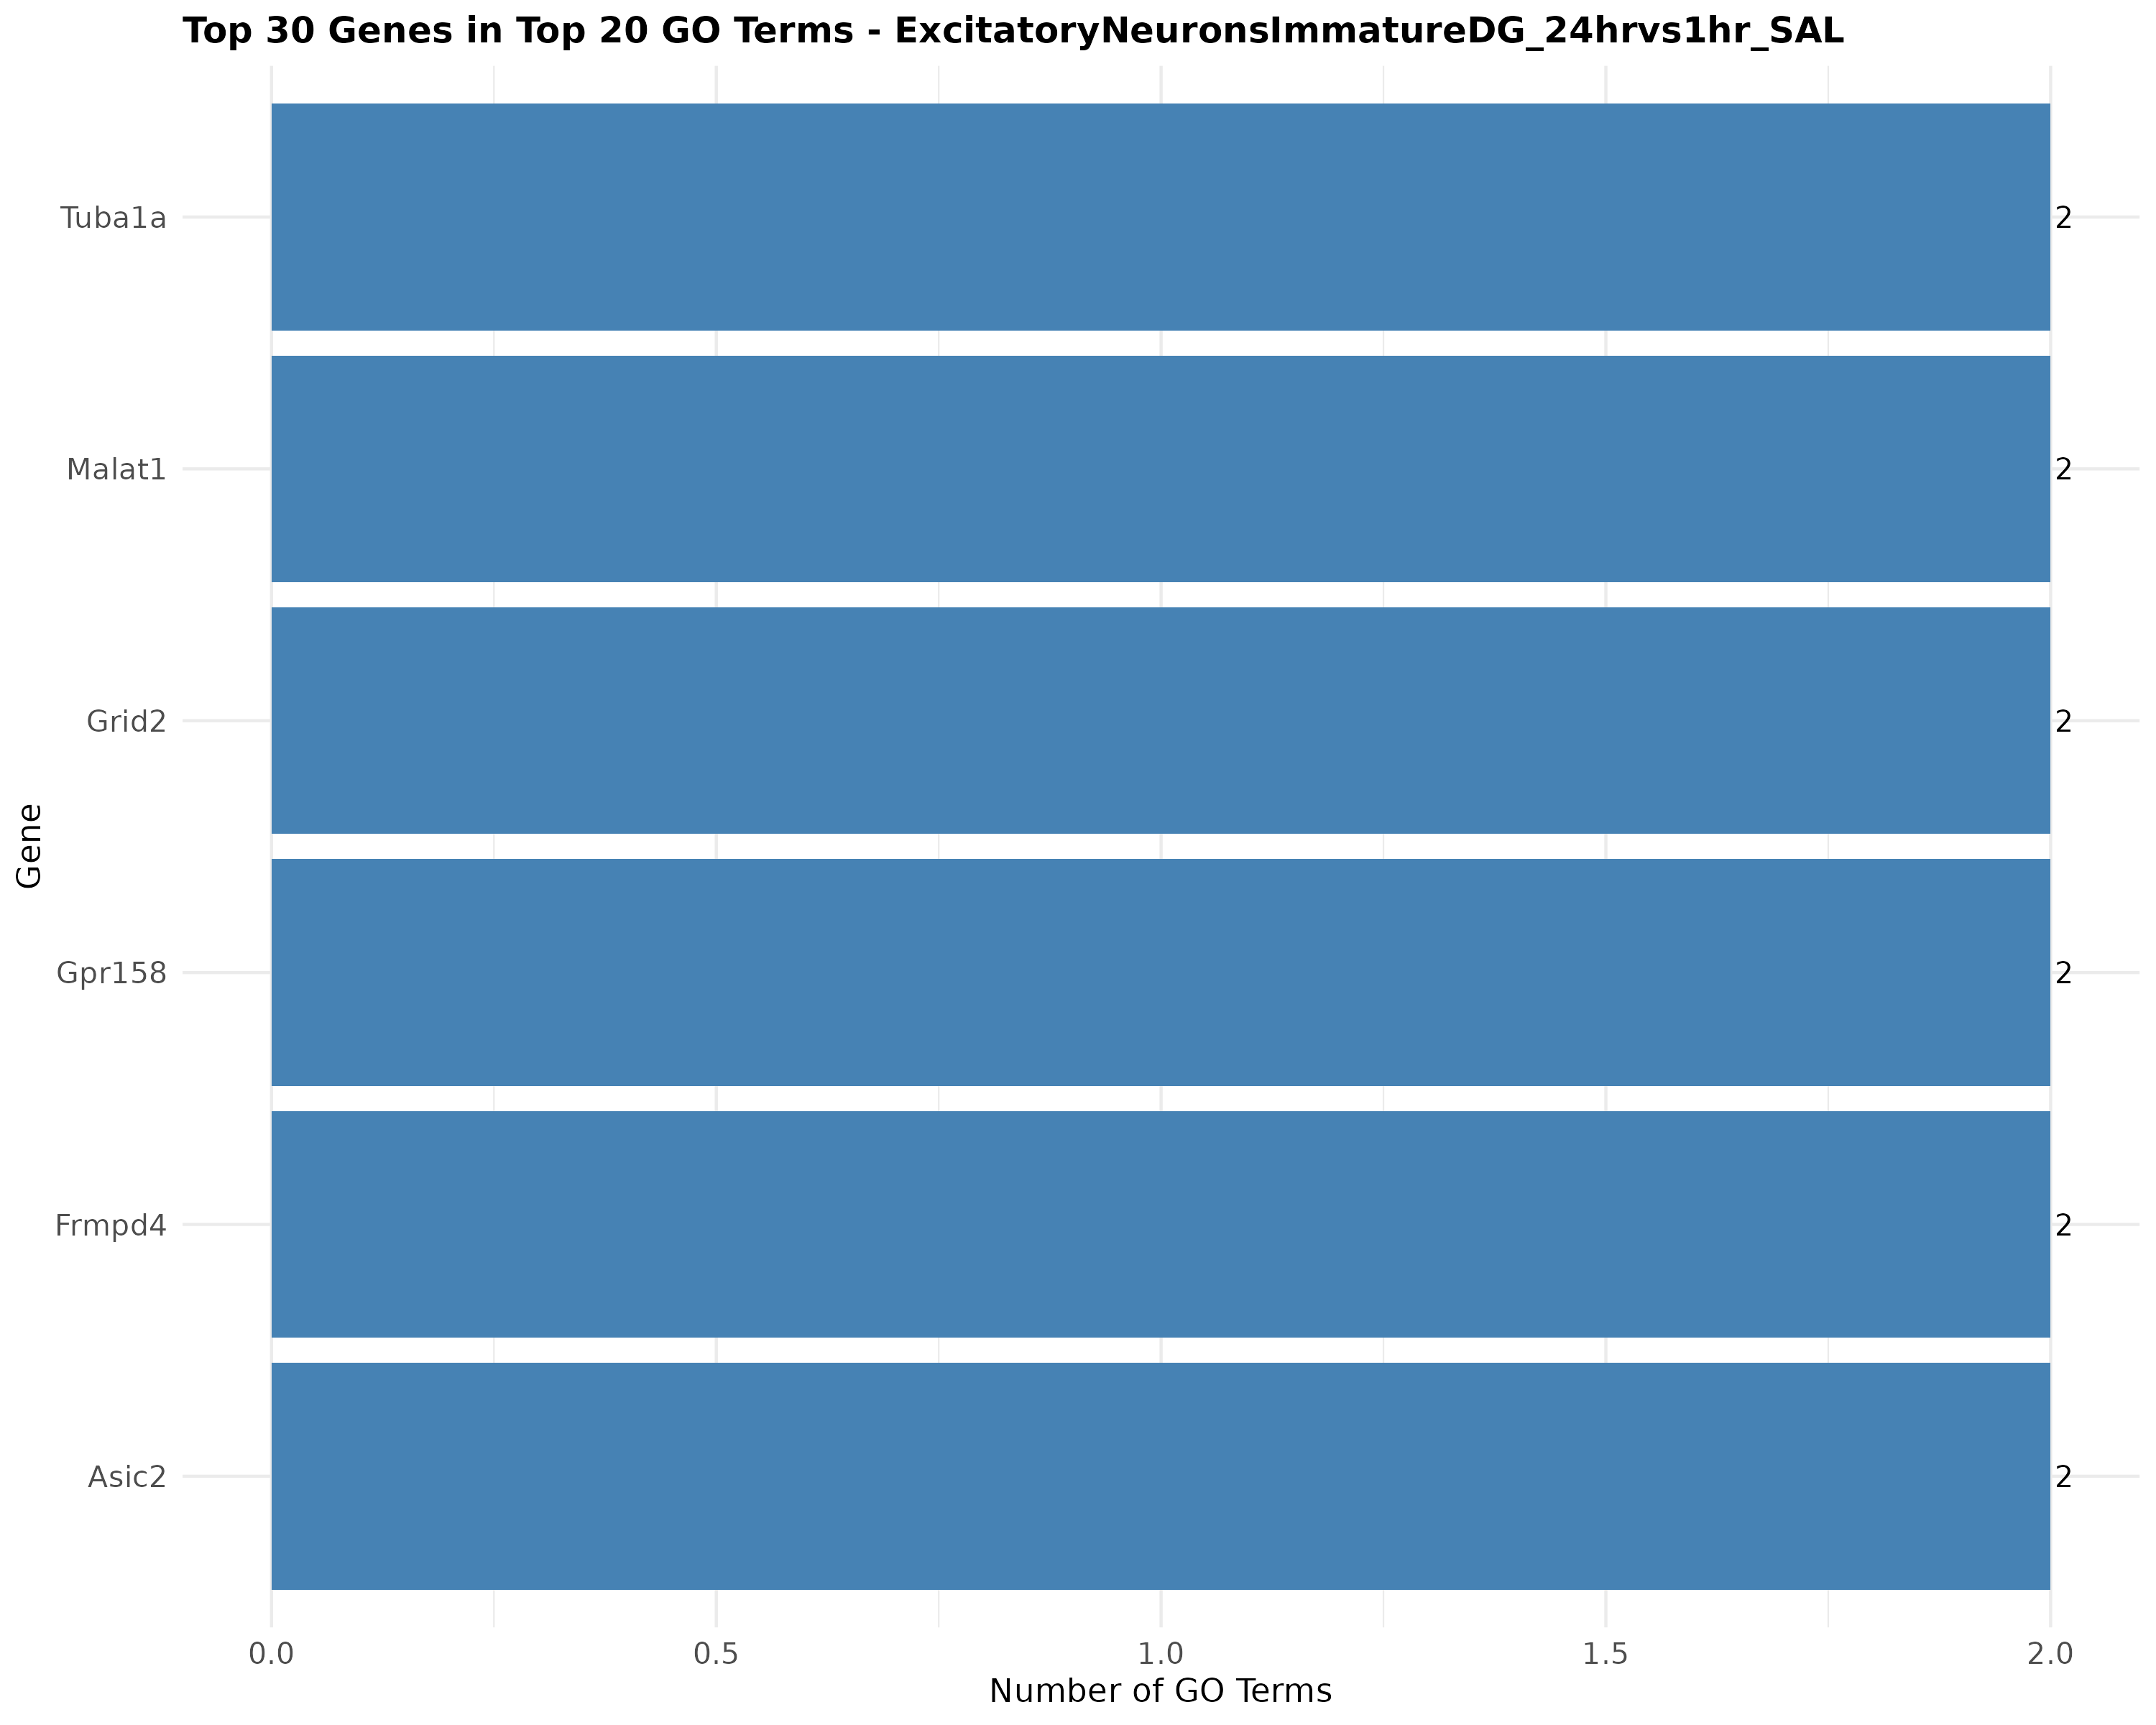 Top 30 Genes in Top 20 GO Terms - ExcitatoryNeuronsImmatureDG_24hrvs1hr_SAL
Gene
Tuba1a
2
Malat1
2
Grid2
2
Gpr158
2
Frmpd4
2
Asic2
2
0.0 0.5 1.0 1.5 2.0
Number of GO Terms